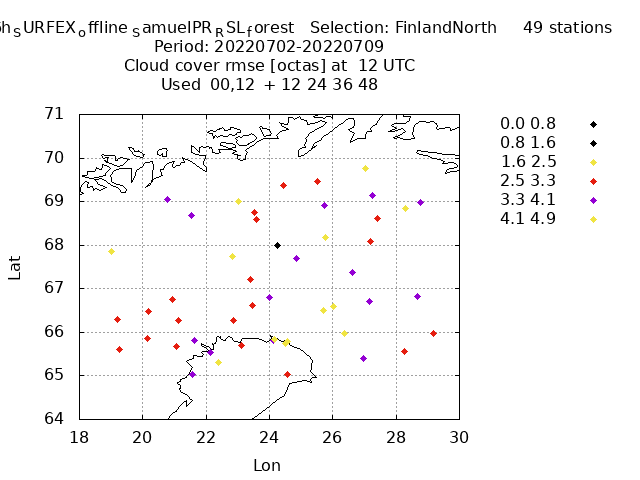 6h_SURFEX_offline_SamuelPR_RSL_forest   Selection: FinlandNorth     49 stations
Period: 20220702-20220709
Cloud cover rmse [octas] at  12 UTC
Used  00,12  + 12 24 36 48
71
70
69
68
67
66
65
64
18 20 22 24 26 28 30
Lat
Lon
0.0 0.8
0.8 1.6
1.6 2.5
2.5 3.3
3.3 4.1
4.1 4.9